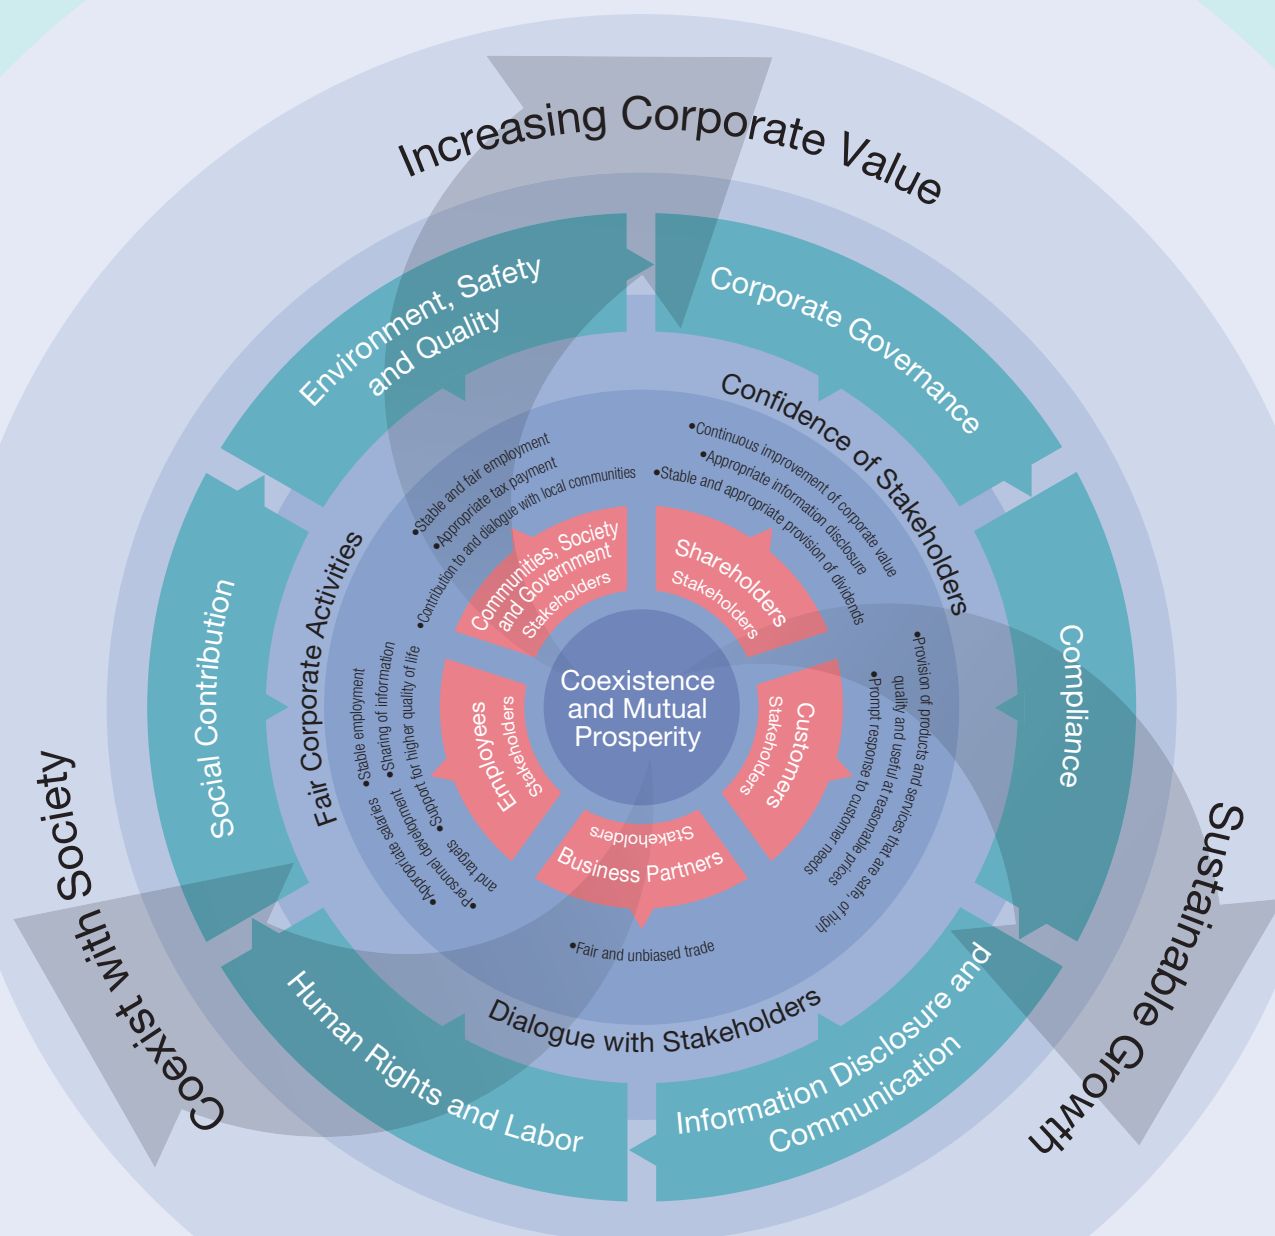 Increasing Corporate Value
Environment, Safety
and Quality
Corporate Governance
Confidence of Stakeholders
•Continuous improvement of corporate value
•Appropriate information disclosure
•Stable and appropriate provision of dividends
•Stable and fair employment
•Appropriate tax payment
•Contribution to and dialogue with local communities
Communities, Society
and Government
Stakeholders
Shareholders
Stakeholders
Fair Corporate Activities
Social Contribution
Compliance
•Stable employment
•Sharing of information
•Support for higher quality of life
•Appropriate salaries
•Personnel development
and targets
Employees
Stakeholders
Coexistence
and Mutual
Prosperity
Customers
Stakeholders
•Provision of products and services that are safe, of high
quality and useful at reasonable prices
•Prompt response to customer needs
Stakeholders
Business Partners
•Fair and unbiased trade
Dialogue with Stakeholders
Coexist with Society
Sustainable Growth
Human Rights and Labor
Information Disclosure and
Communication